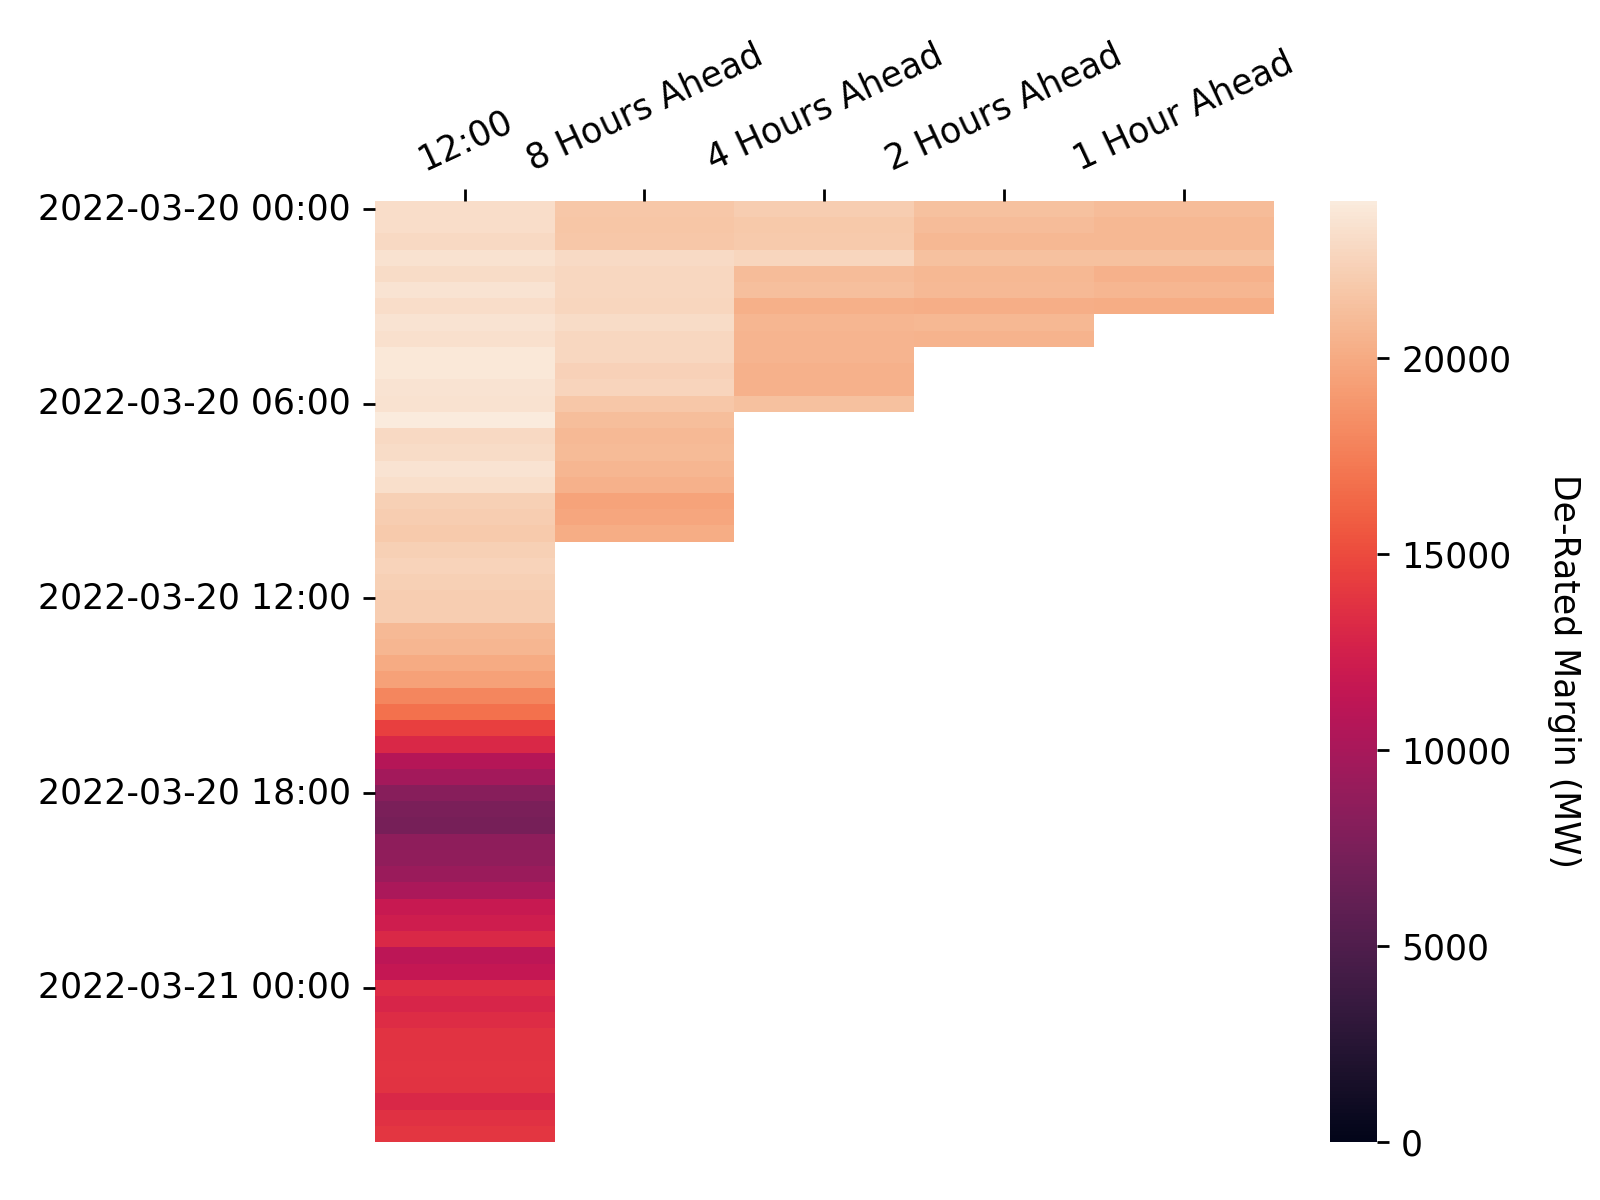 12:00
8 Hours Ahead
4 Hours Ahead
2 Hours Ahead
1 Hour Ahead
2022-03-20 00:00
2022-03-20 06:00
2022-03-20 12:00
2022-03-20 18:00
2022-03-21 00:00
20000
15000
10000
5000
0
De-Rated Margin (MW)